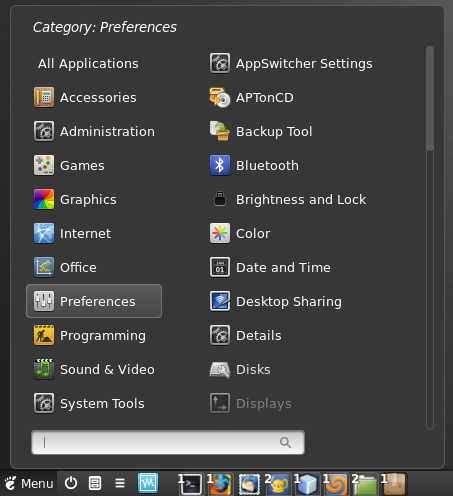 Category: Preferences
All Applications
Accessories
Administration
Games
Graphics
Internet
Office
Preferences
Programming
Sound & Video
System Tools
AppSwitcher Settings
APTonCD
Backup Tool
Bluetooth
Brightness and Lock
Color
Date and Time
Desktop Sharing
Details
Disks
Displays
Menu
1 1 2 1 1 2 1